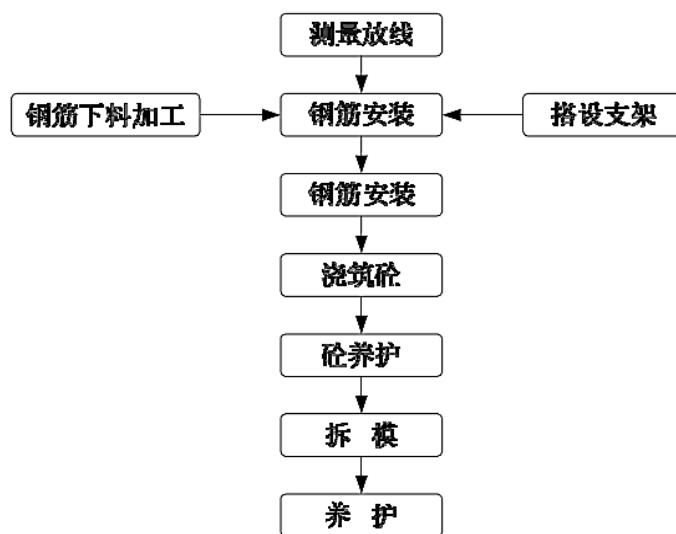 测量放线
钢筋下料加工
钢筋安装
搭设支架
钢筋安装
浇筑砼
砼养护
拆 模
养 护